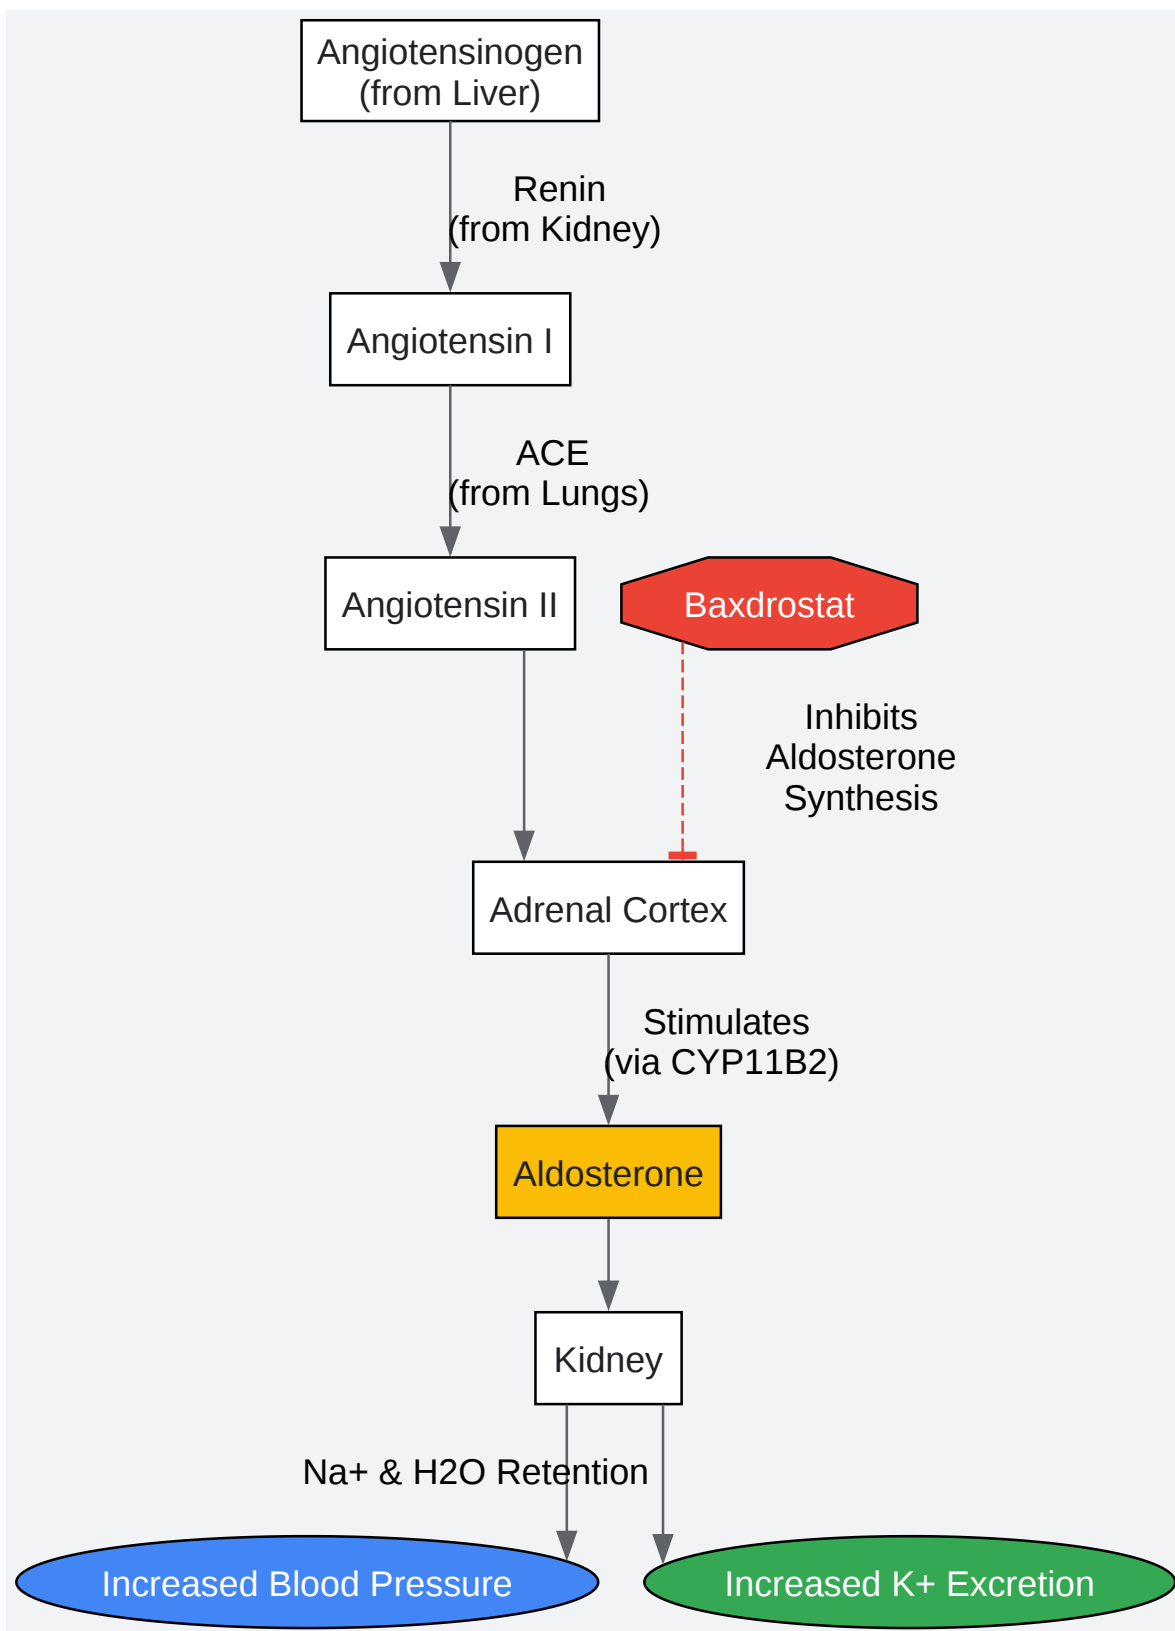 Angiotensinogen
(from Liver)
Renin
(from Kidney)
Angiotensin I
ACE
(from Lungs)
Angiotensin II
Baxdrostat
Inhibits
Aldosterone
Synthesis
Adrenal Cortex
Stimulates
(via CYP11B2)
Aldosterone
Kidney
Na+ & H2O Retention
Increased Blood Pressure
Increased K+ Excretion